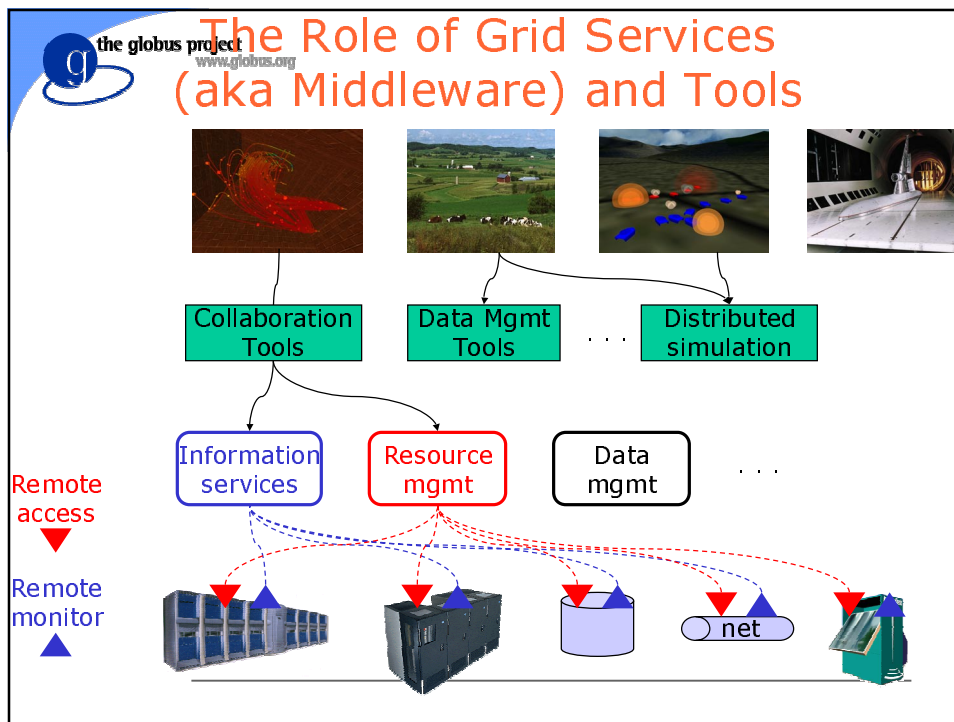 the globus project
www.globus.org
The Role of Grid Services
(aka Middleware) and Tools
Collaboration
Tools
Data Mgmt
Tools
. . .
Distributed
simulation
Information
services
Resource
mgmt
Data
mgmt
. . .
Remote
access
Remote
monitor
net